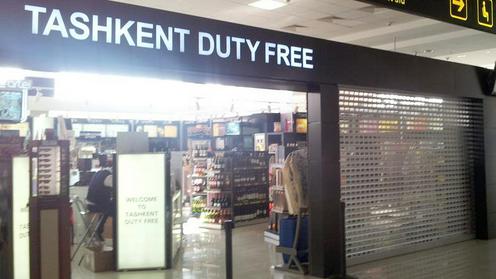 TASHKENT DUTY FREE
WELCOME
TO
TASHKENT
DUTY FREE